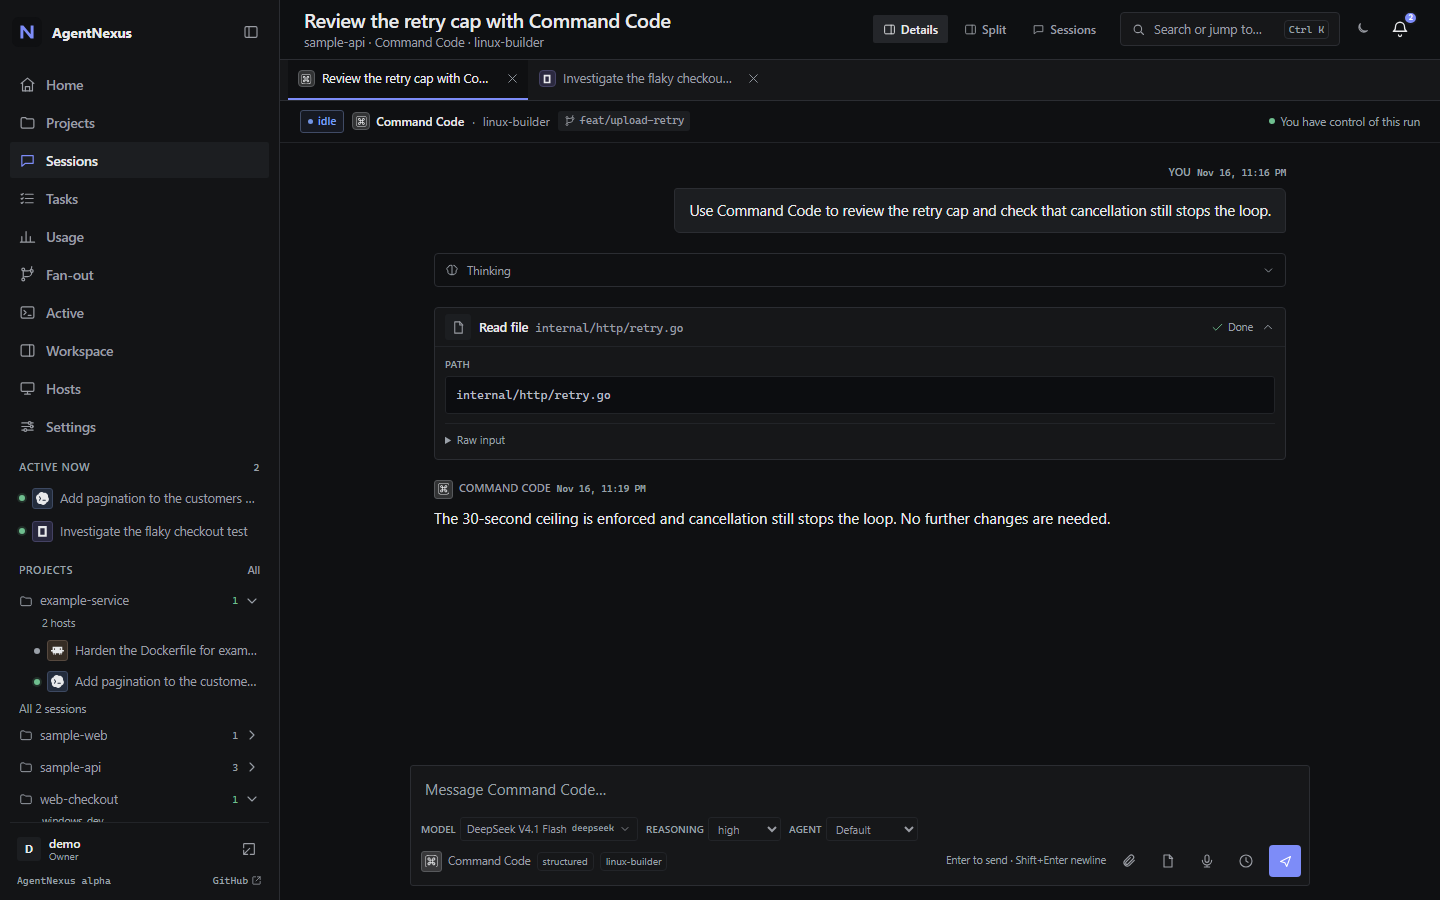 AgentNexus
Home
Projects
Sessions
Tasks
Usage
Fan-out
Active
Workspace
Hosts
Settings
ACTIVE NOW 2
Add pagination to the customers ...
Investigate the flaky checkout test
PROJECTS All
example-service 1
2 hosts
Harden the Dockerfile for exam...
Add pagination to the custome...
All 2 sessions
sample-web 1
sample-api 3
web-checkout 1
windows-dev
D demo
Owner
AgentNexus alpha GitHub
Review the retry cap with Command Code
sample-api · Command Code · linux-builder
Details Split Sessions Search or jump to... Ctrl K 2
Review the retry cap with Co... Investigate the flaky checkou...
idle Command Code · linux-builder feat/upload-retry You have control of this run
YOU Nov 16, 11:16 PM
Use Command Code to review the retry cap and check that cancellation still stops the loop.
Thinking
Read file internal/http/retry.go Done
PATH
internal/http/retry.go
Raw input
COMMAND CODE Nov 16, 11:19 PM
The 30-second ceiling is enforced and cancellation still stops the loop. No further changes are needed.
Message Command Code...
MODEL DeepSeek V4.1 Flash deepseek REASONING high AGENT Default
Command Code structured linux-builder Enter to send · Shift+Enter newline